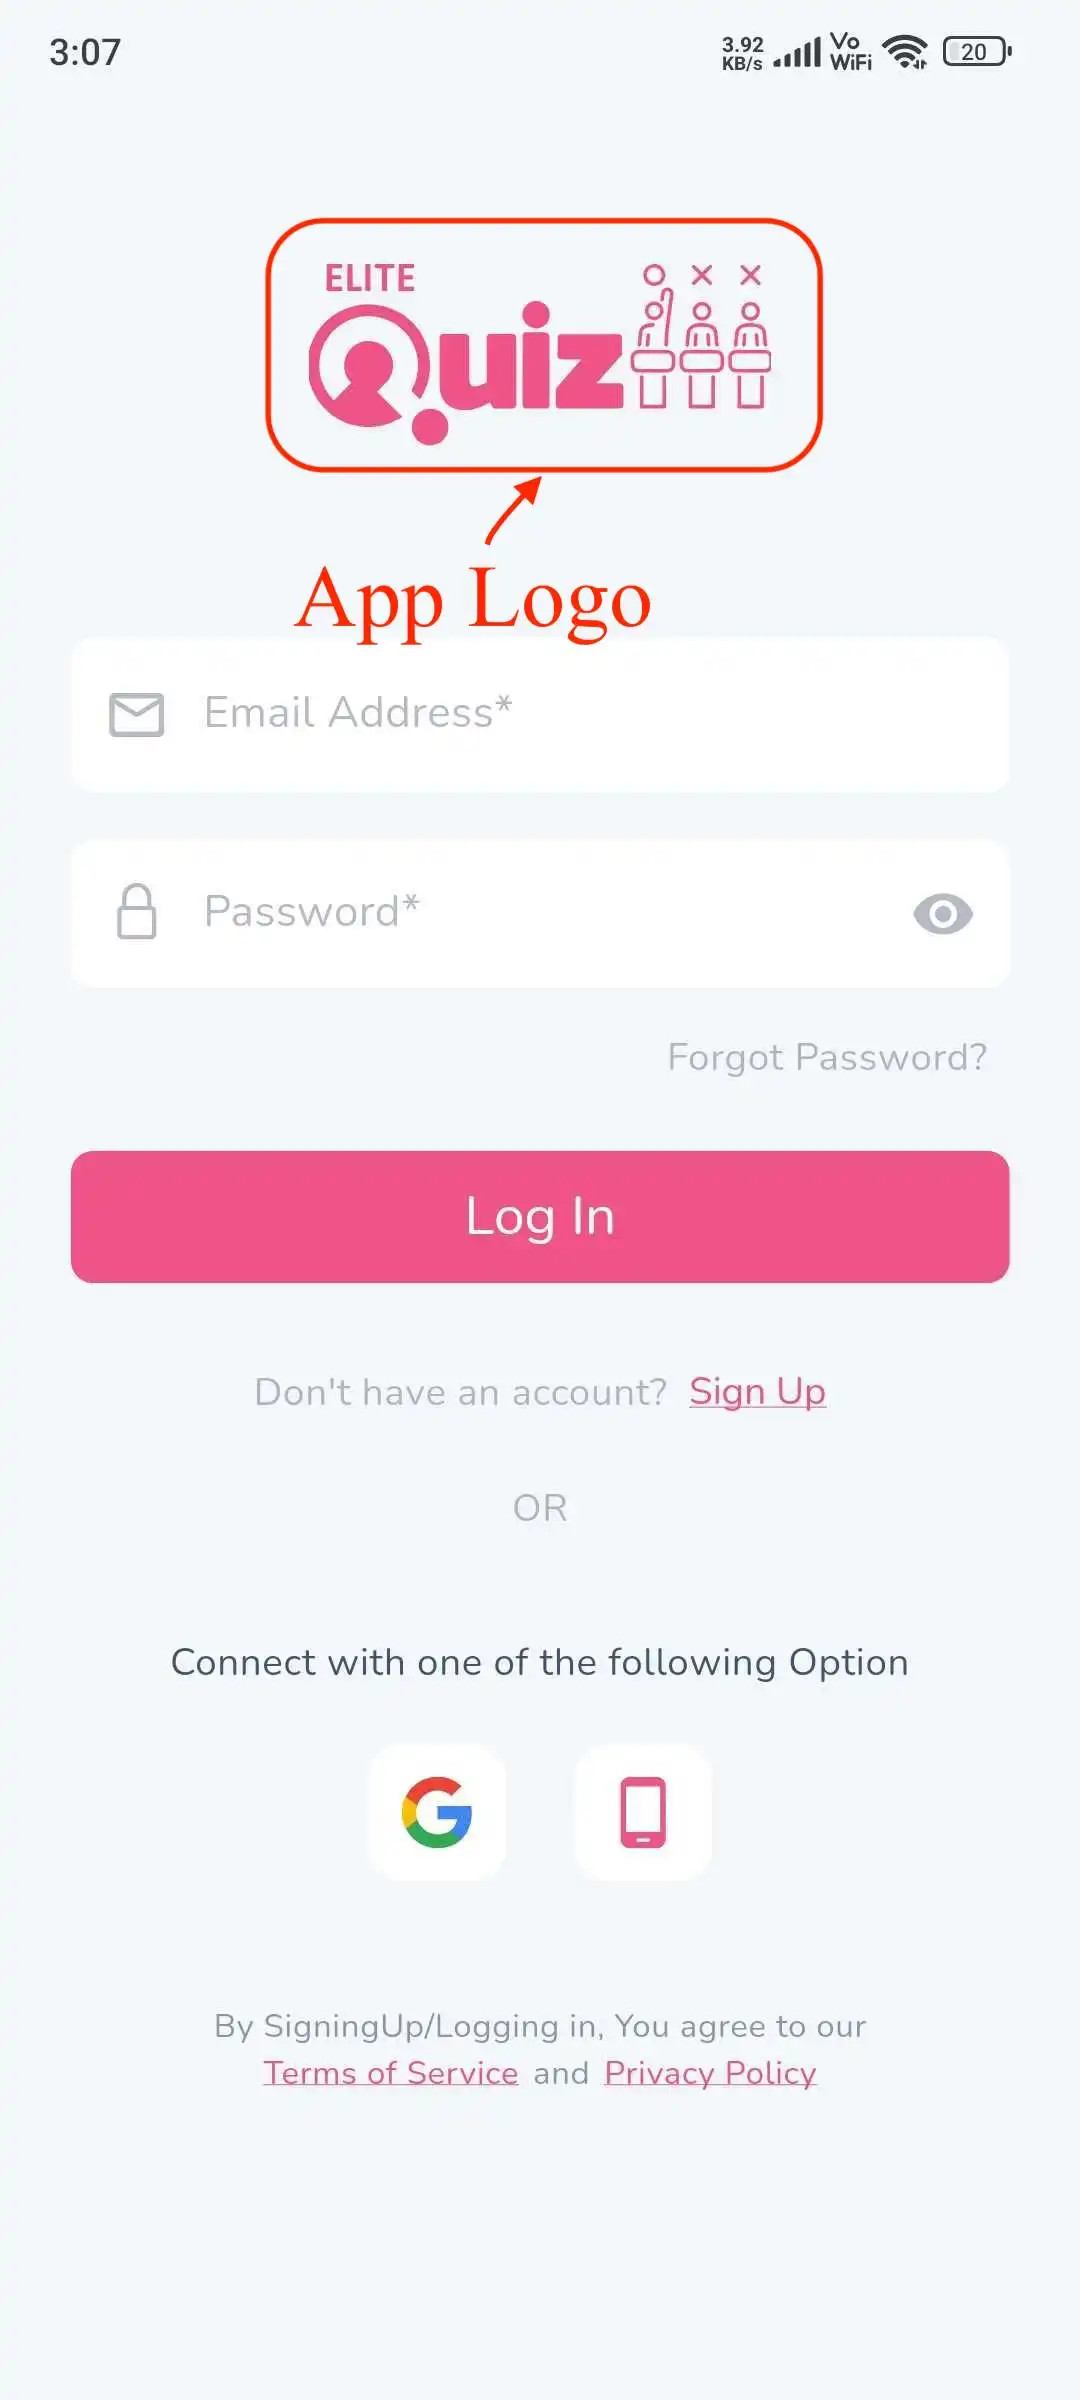 3:07
3.92
KB/s
Vo
WiFi
20
ELITE
Quiz
App Logo
Email Address*
Password*
Forgot Password?
Log In
Don't have an account? Sign Up
OR
Connect with one of the following Option
By SigningUp/Logging in, You agree to our
Terms of Service and Privacy Policy